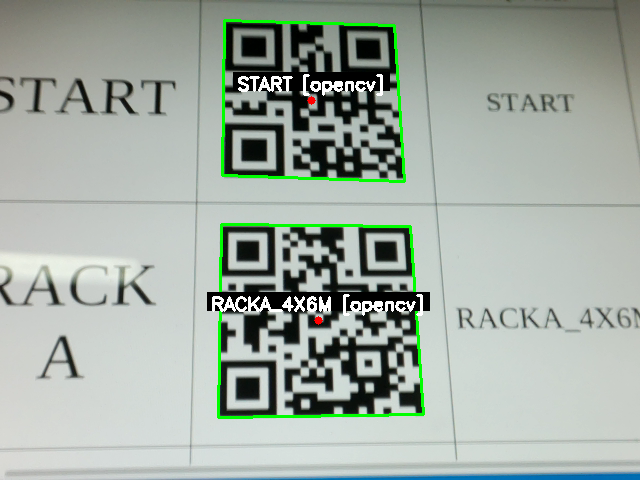 START
START [opencv]
START
RACK
A
RACKA_4X6M [opencv]
RACKA_4X6M